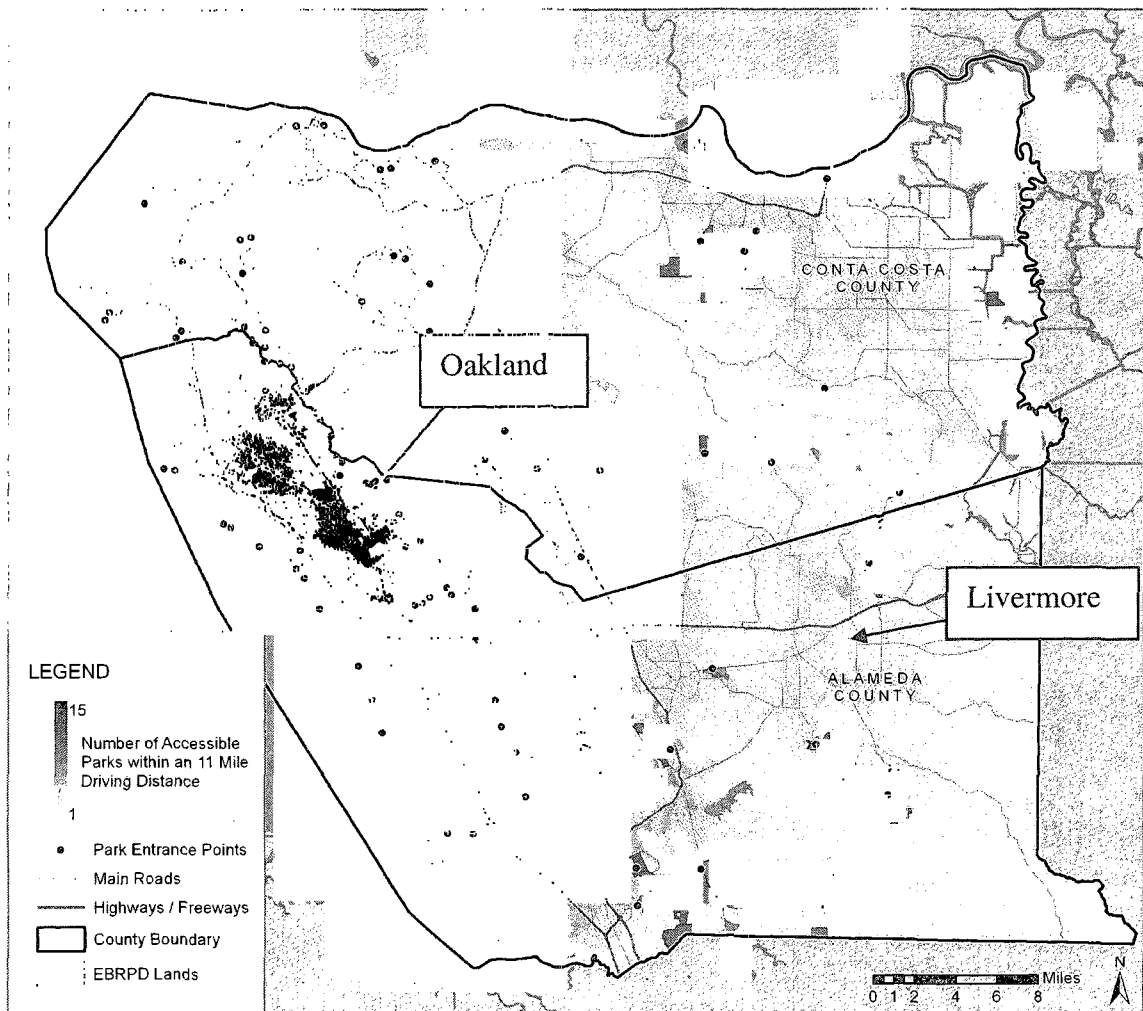 CONTA COSTA
COUNTY
Oakland
Livermore
ALAMEDA
COUNTY
LEGEND
15
Number of Accessible
Parks within an 11 Mile
Driving Distance
1
Park Entrance Points
Main Roads
Highways / Freeways
County Boundary
EBRPD Lands
N
Miles
0 1 2 4 6 8